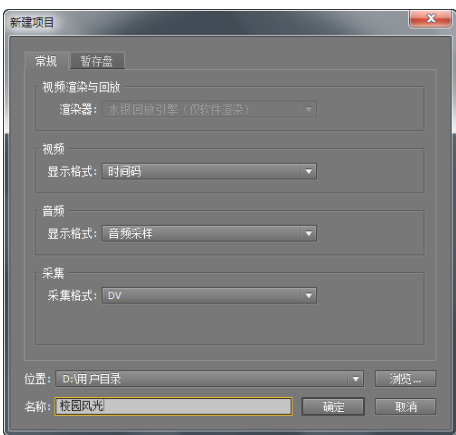 新建项目
常规 暂存盘
视频渲染与回放
渲染器: 水银回放引擎（仅软件渲染）
视频
显示格式: 时间码
音频
显示格式: 音频采样
采集
采集格式: DV
位置: D:\用户目录 浏览...
名称: 校园风光 确定 取消